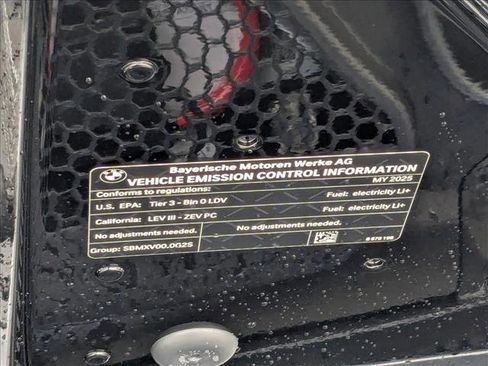 Bayerische Motoren Werke AG
VEHICLE EMISSION CONTROL INFORMATION
Conforms to regulations: MY 2025
U.S. EPA: Tier 3 - Bin 0 LDV Fuel: electricity Li+
California: LEV III - ZEV PC Fuel: electricity Li+
No adjustments needed. No adjustments needed.
Group: SBMXV00.0G2S